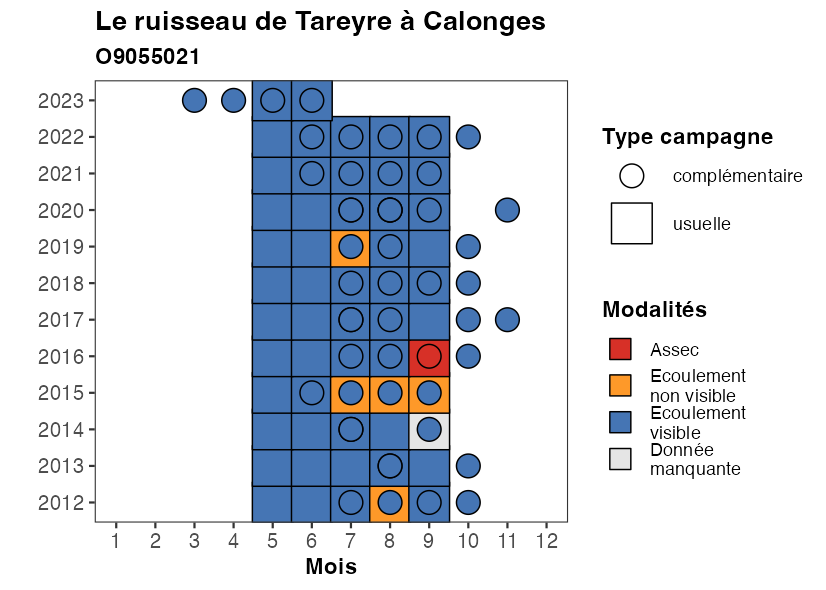 Le ruisseau de Tareyre à Calonges
O9055021
2023
2022
2021
2020
2019
2018
2017
2016
2015
2014
2013
2012
1 2 3 4 5 6 7 8 9 10 11 12
Mois
Type campagne
complémentaire
usuelle
Modalités
Assec
Ecoulement
non visible
Ecoulement
visible
Donnée
manquante